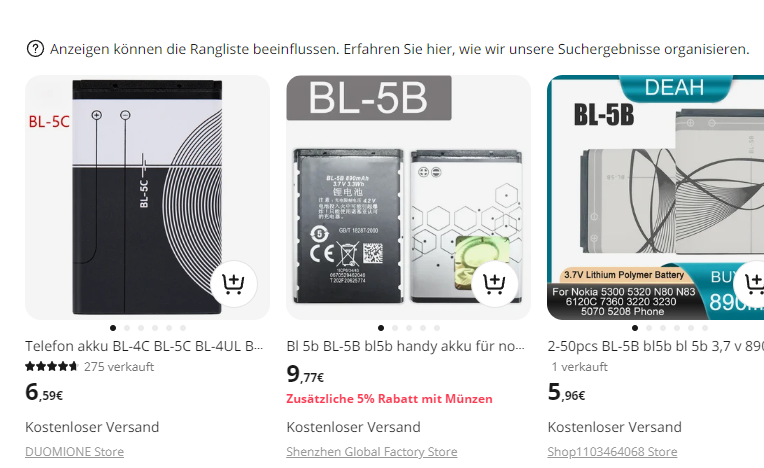 Anzeigen können die Rangliste beeinflussen. Erfahren Sie hier, wie wir unsere Suchergebnisse organisieren.
BL-5C
BL-5C
Telefon akku BL-4C BL-5C BL-4UL B...
275 verkauft
6,59€
Kostenloser Versand
DUOMIONE Store
BL-5B
BL-5B 890mAh
3.7V 3.3Wh
锂电池
GB/T 18287-2000
Bl 5b BL-5B bl5b handy akku für no...
9,77€
Zusätzliche 5% Rabatt mit Münzen
Kostenloser Versand
Shenzhen Global Factory Store
DEAH
BL-5B
3.7V Lithium Polymer Battery
BU
For Nokia 5300 5320 N80 N83
6120C 7360 3220 3230
5070 5208 Phone
890m
2-50pcs BL-5B bl5b bl 5b 3,7 v 890
1 verkauft
5,96€
Kostenloser Versand
Shop1103464068 Store